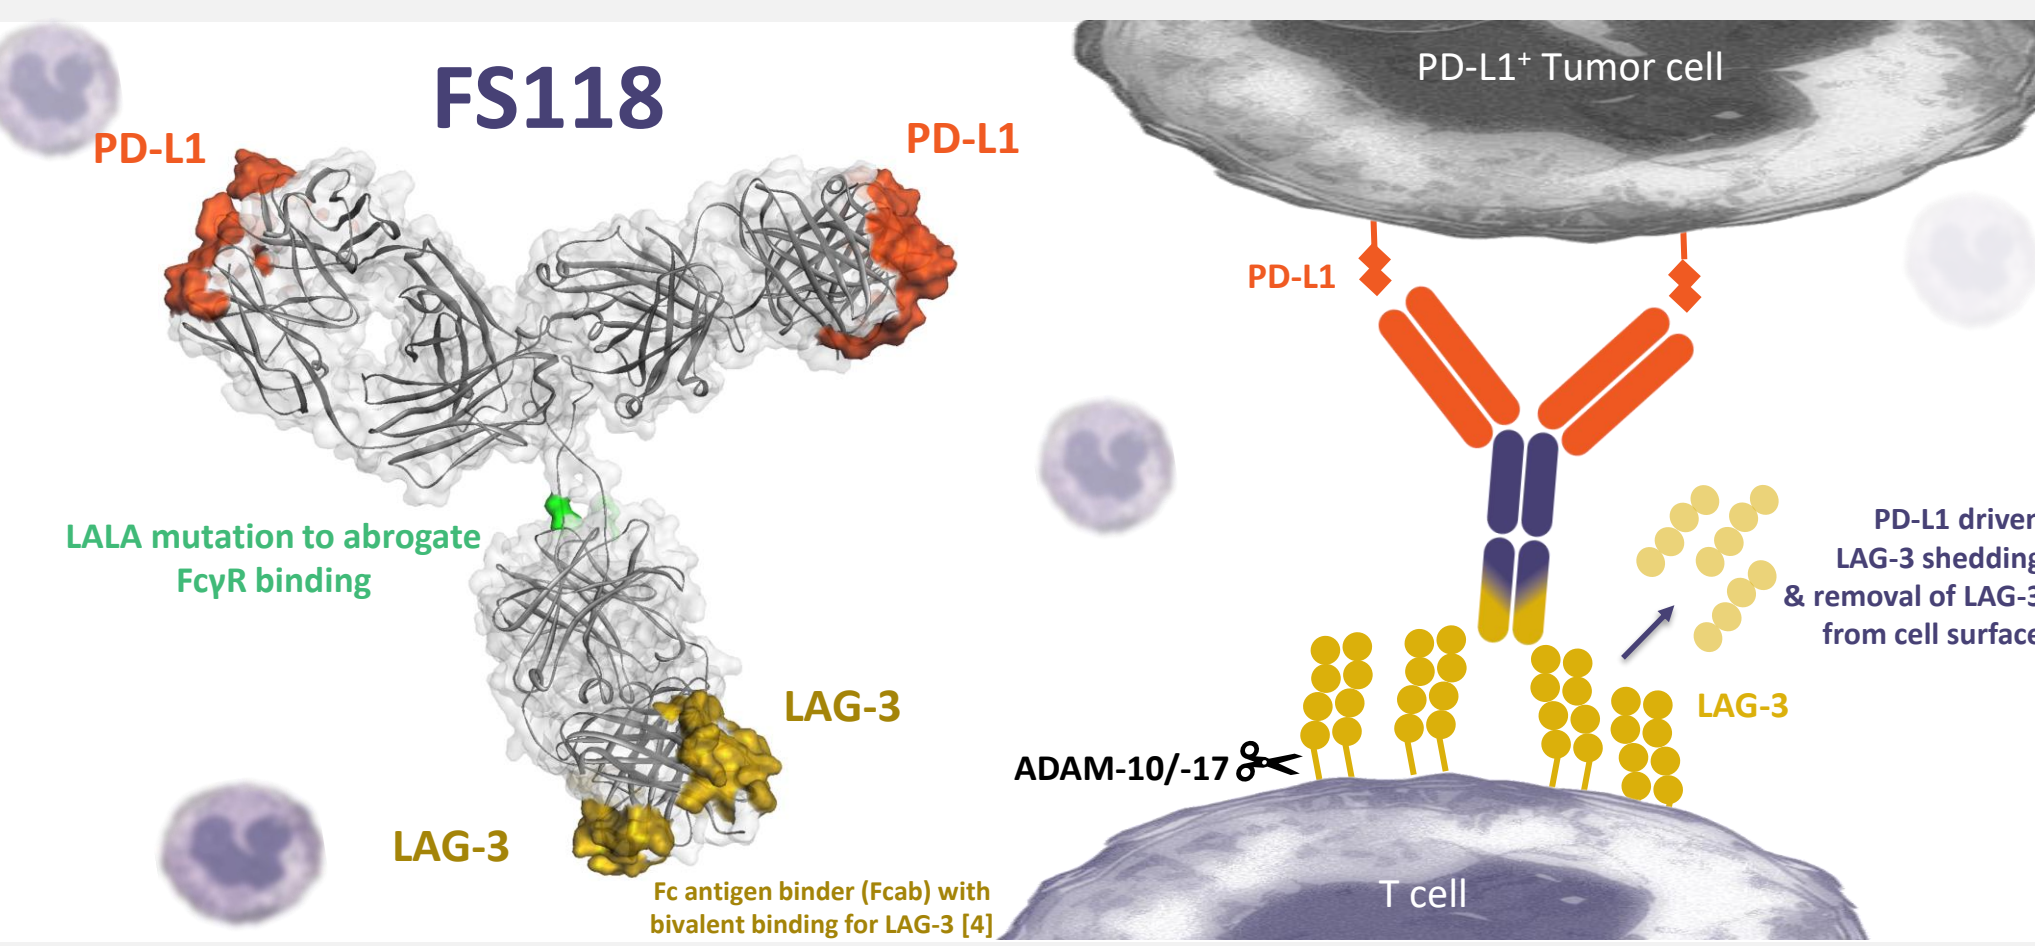 FS118
PD-L1
PD-L1
LALA mutation to abrogate
FcγR binding
LAG-3
LAG-3
Fc antigen binder (Fcab) with
bivalent binding for LAG-3 [4]
PD-L1⁺ Tumor cell
PD-L1
PD-L1 driven
LAG-3 shedding
& removal of LAG-3
from cell surface
LAG-3
ADAM-10/-17
T cell